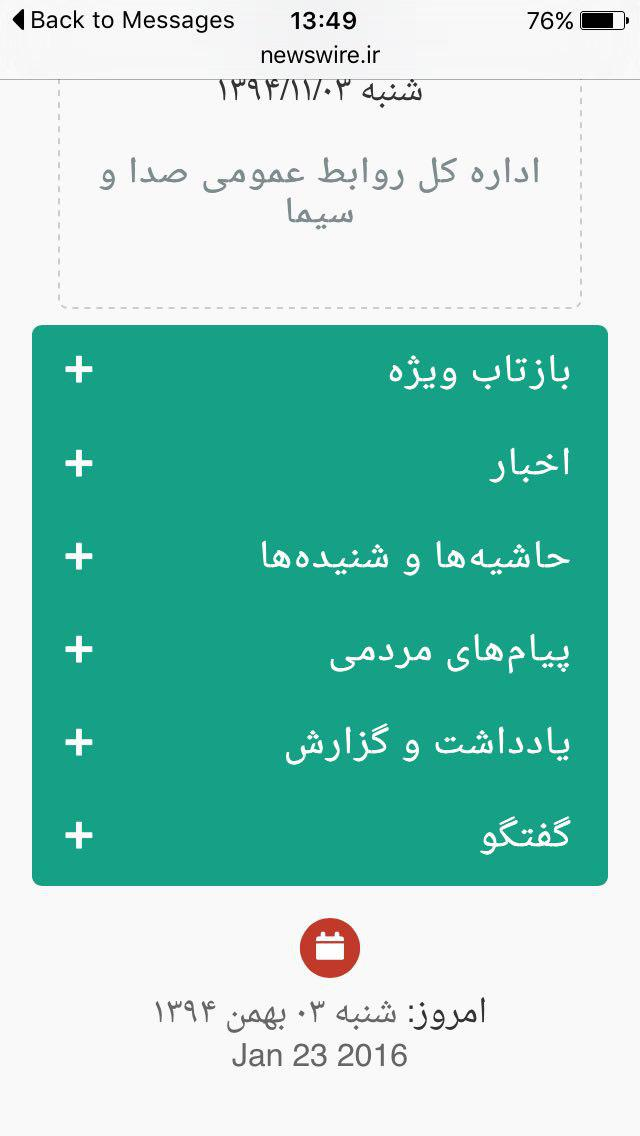 Back to Messages 13:49 76%
newswire.ir
شنبه ۱۳۹۴/۱۱/۰۳
اداره کل روابط عمومی صدا و
سیما
بازتاب ویژه +
اخبار +
حاشیه‌ها و شنیده‌ها +
پیام‌های مردمی +
یادداشت و گزارش +
گفتگو +
امروز: شنبه ۰۳ بهمن ۱۳۹۴
Jan 23 2016